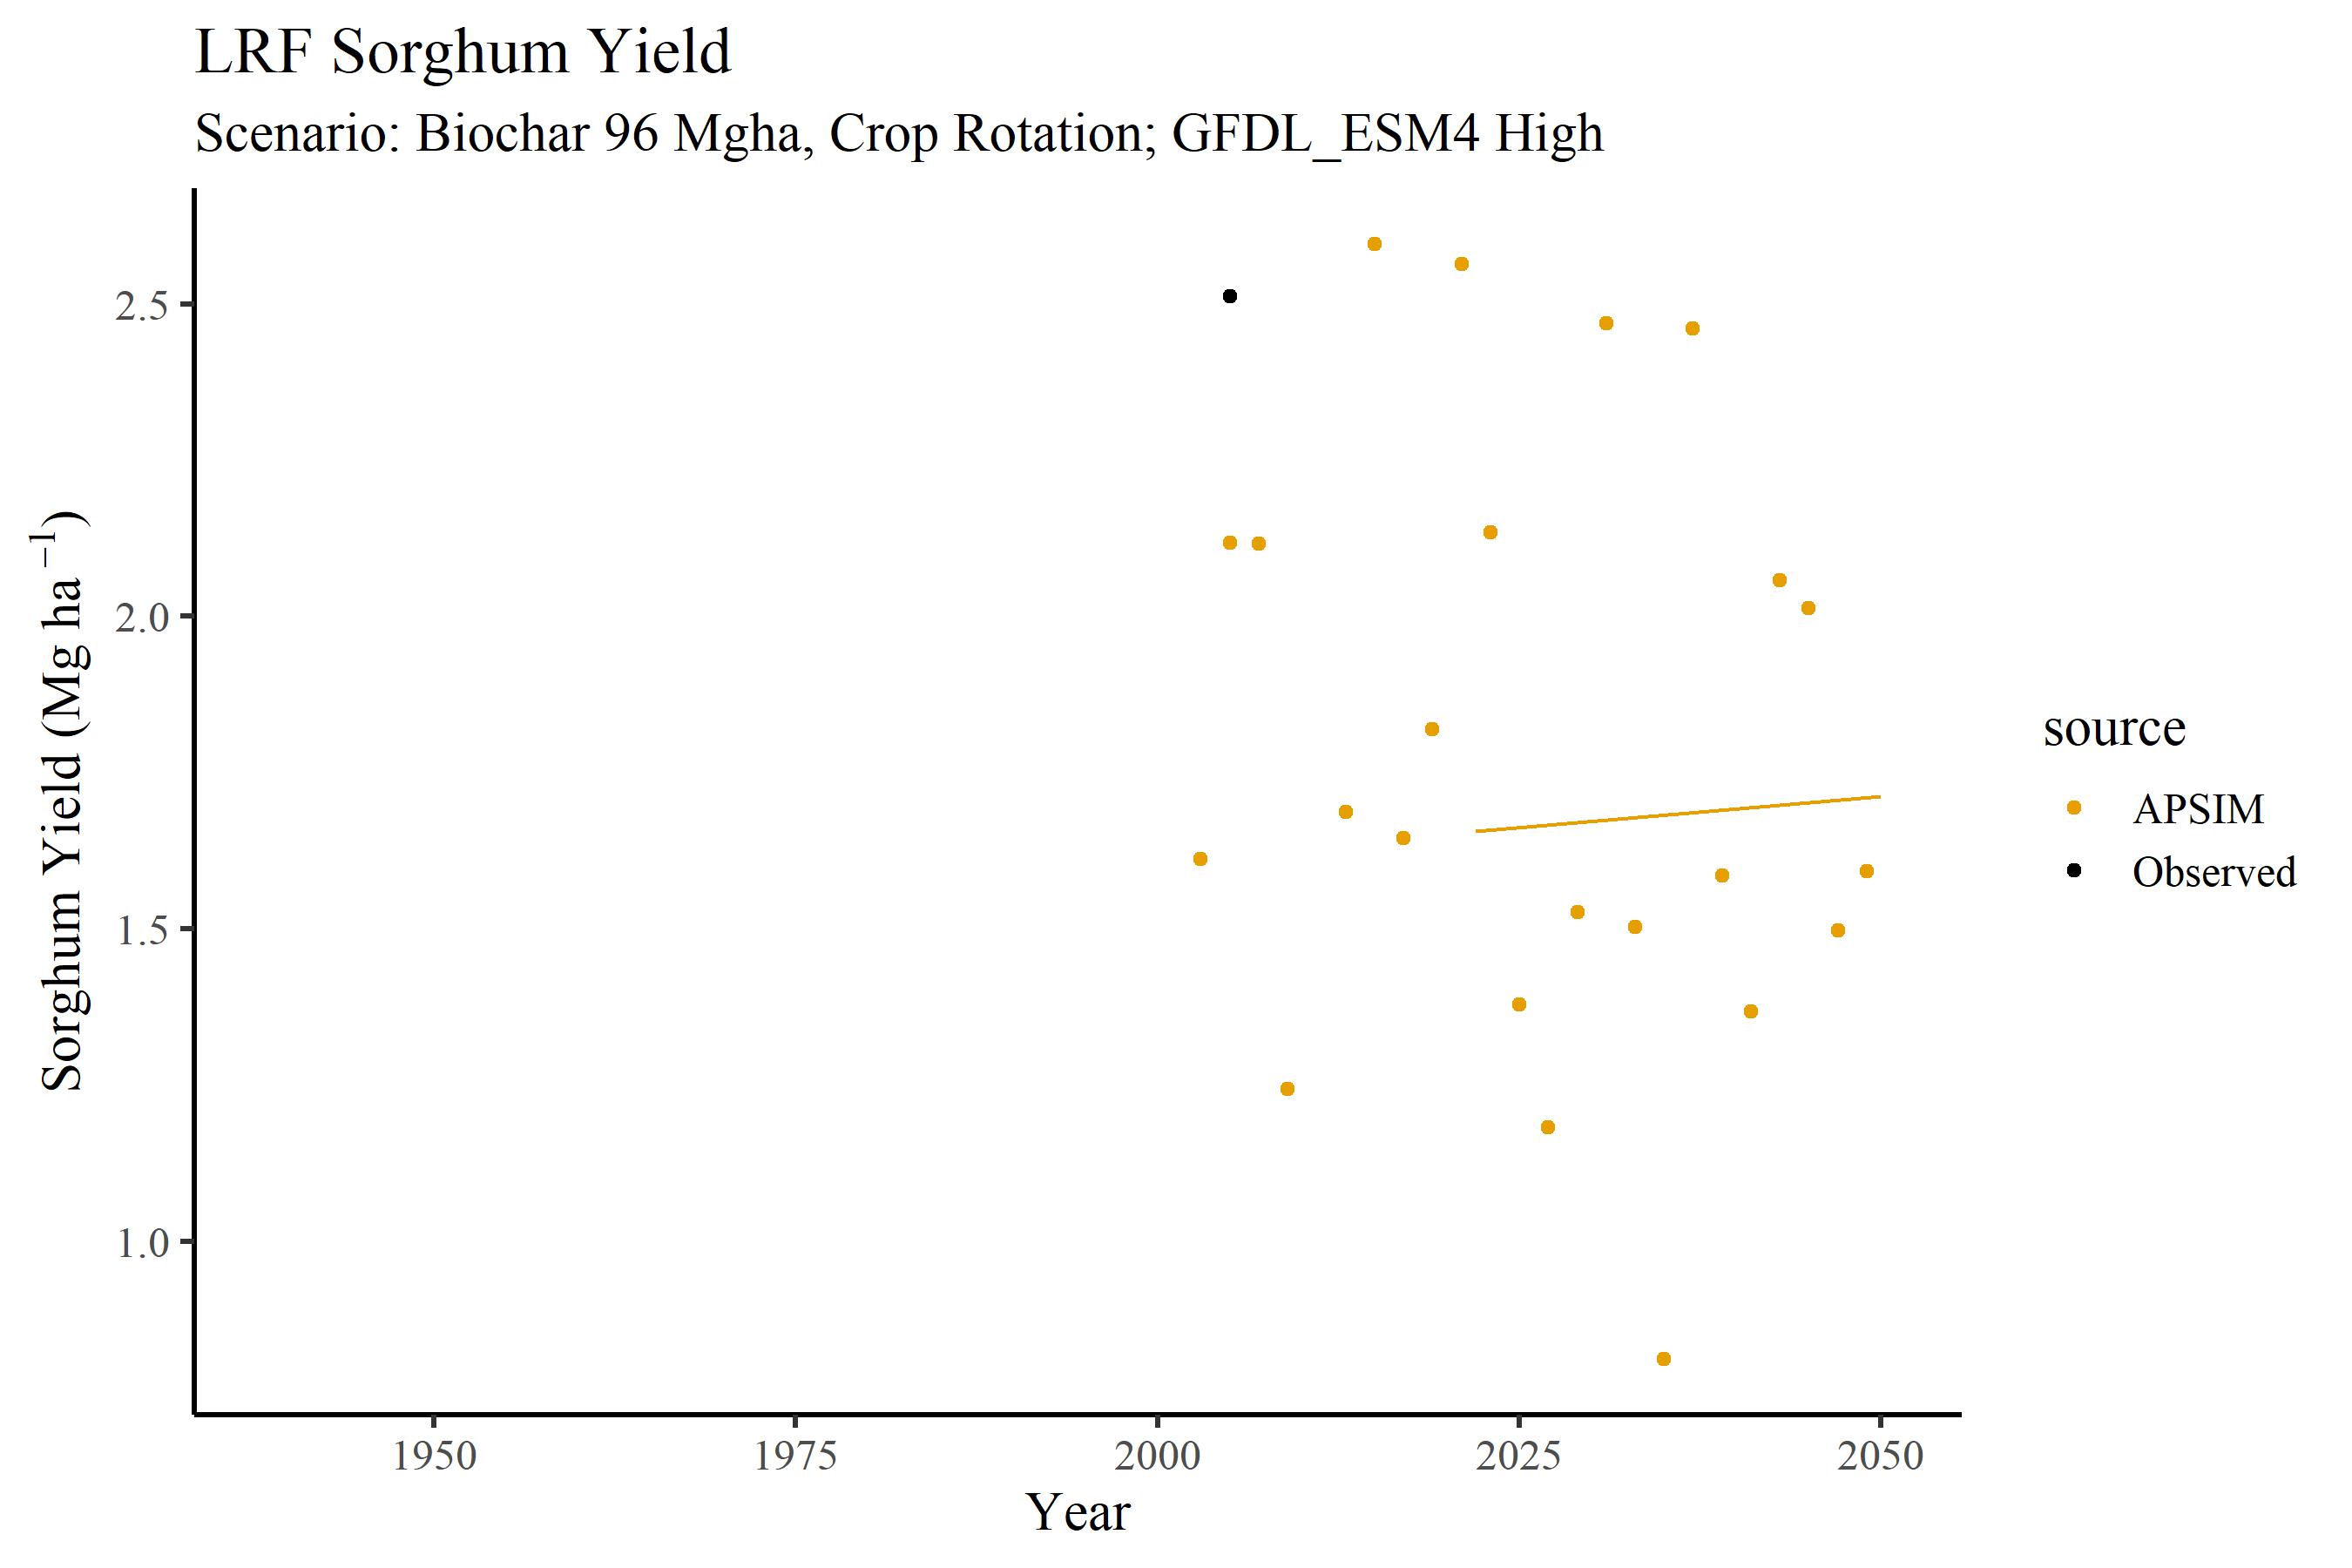 LRF Sorghum Yield
Scenario: Biochar 96 Mgha, Crop Rotation; GFDL_ESM4 High
Sorghum Yield (Mg ha⁻¹)
2.5
2.0
1.5
1.0
1950 1975 2000 2025 2050
Year
source
APSIM
Observed